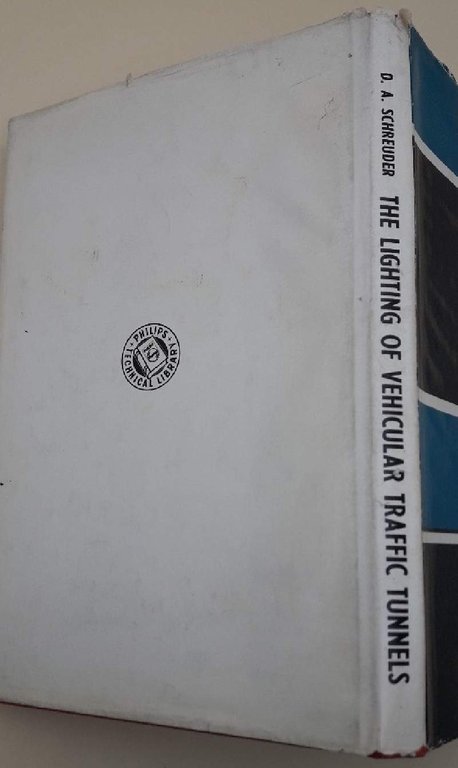 D. A. SCHREUDER THE LIGHTING OF VEHICULAR TRAFFIC TUNNELS
PHILIPS
TECHNICAL LIBRARY